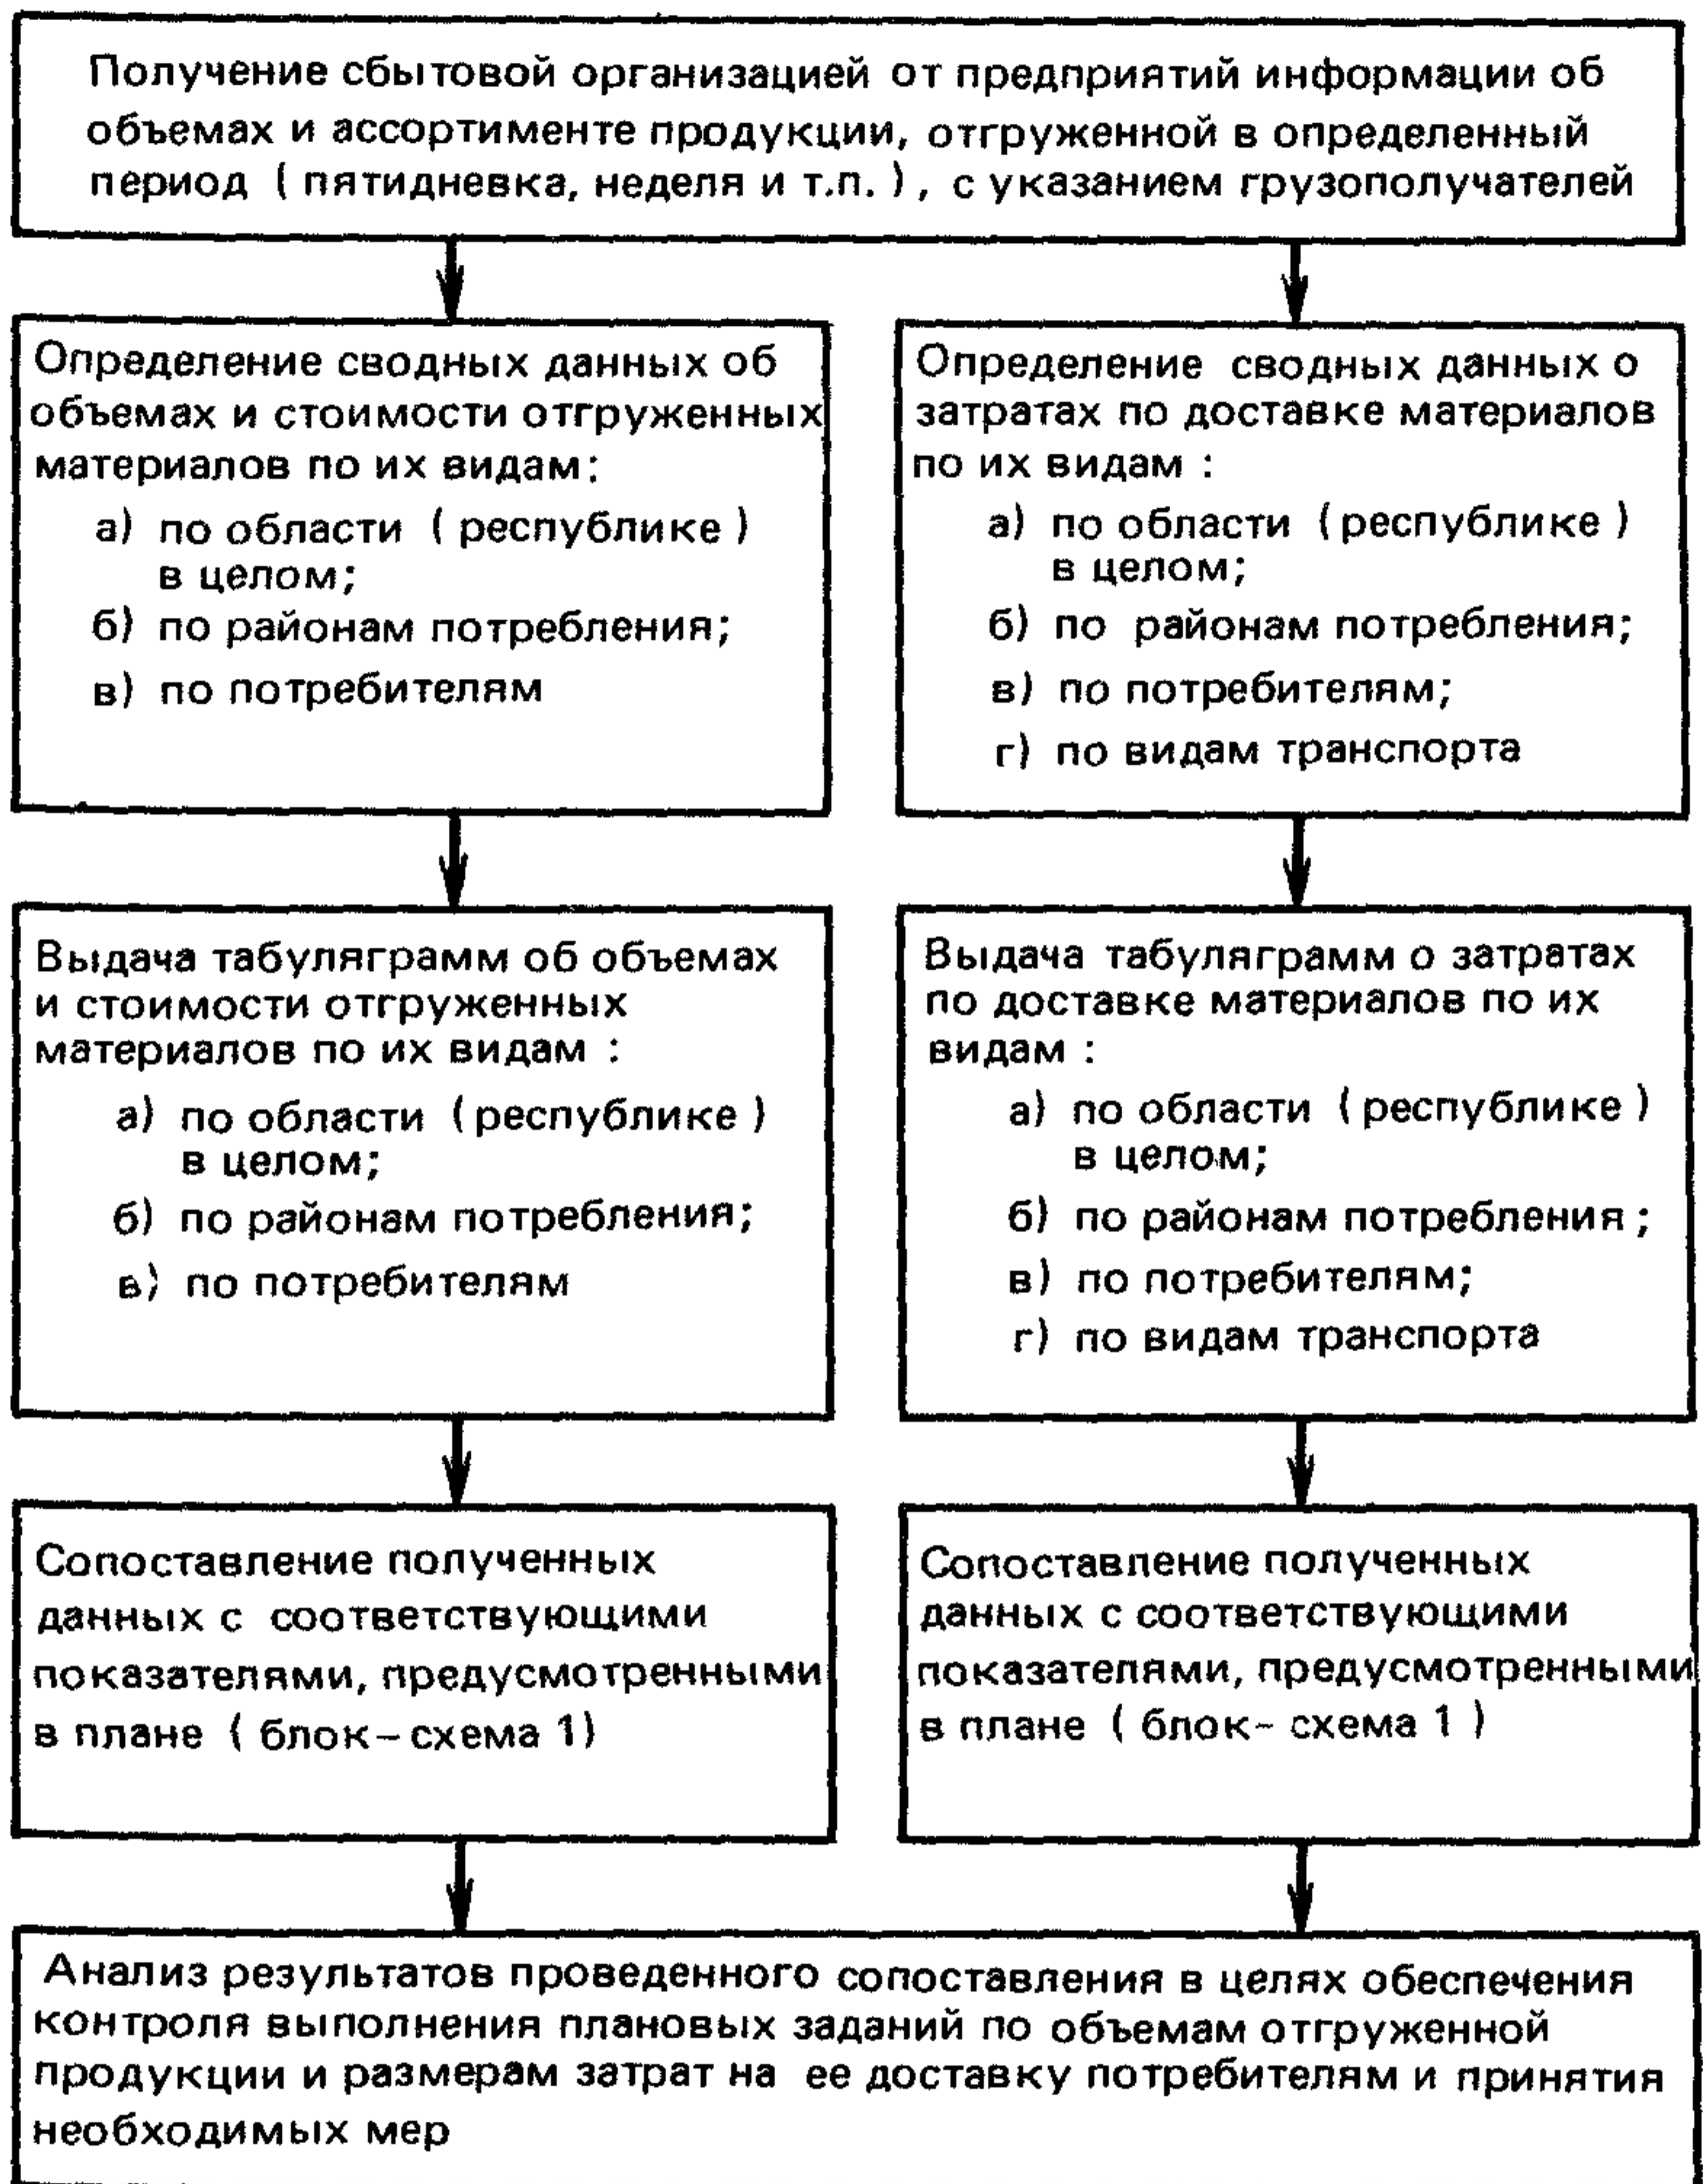 Получение сбытовой организацией от предприятий информации об
объемах и ассортименте продукции, отгруженной в определенный
период ( пятидневка, неделя и т.п. ), с указанием грузополучателей
Определение сводных данных об
объемах и стоимости отгруженных
материалов по их видам:
а) по области ( республике )
в целом;
б) по районам потребления;
в) по потребителям
Определение сводных данных о
затратах по доставке материалов
по их видам :
а) по области ( республике )
в целом;
б) по районам потребления;
в) по потребителям;
г) по видам транспорта
Выдача табуляграмм об объемах
и стоимости отгруженных
материалов по их видам :
а) по области ( республике )
в целом;
б) по районам потребления;
в) по потребителям
Выдача табуляграмм о затратах
по доставке материалов по их
видам :
а) по области ( республике )
в целом;
б) по районам потребления ;
в) по потребителям;
г) по видам транспорта
Сопоставление полученных
данных с соответствующими
показателями, предусмотренными
в плане ( блок-схема 1)
Сопоставление полученных
данных с соответствующими
показателями, предусмотренными
в плане ( блок- схема 1 )
Анализ результатов проведенного сопоставления в целях обеспечения
контроля выполнения плановых заданий по объемам отгруженной
продукции и размерам затрат на ее доставку потребителям и принятия
необходимых мер